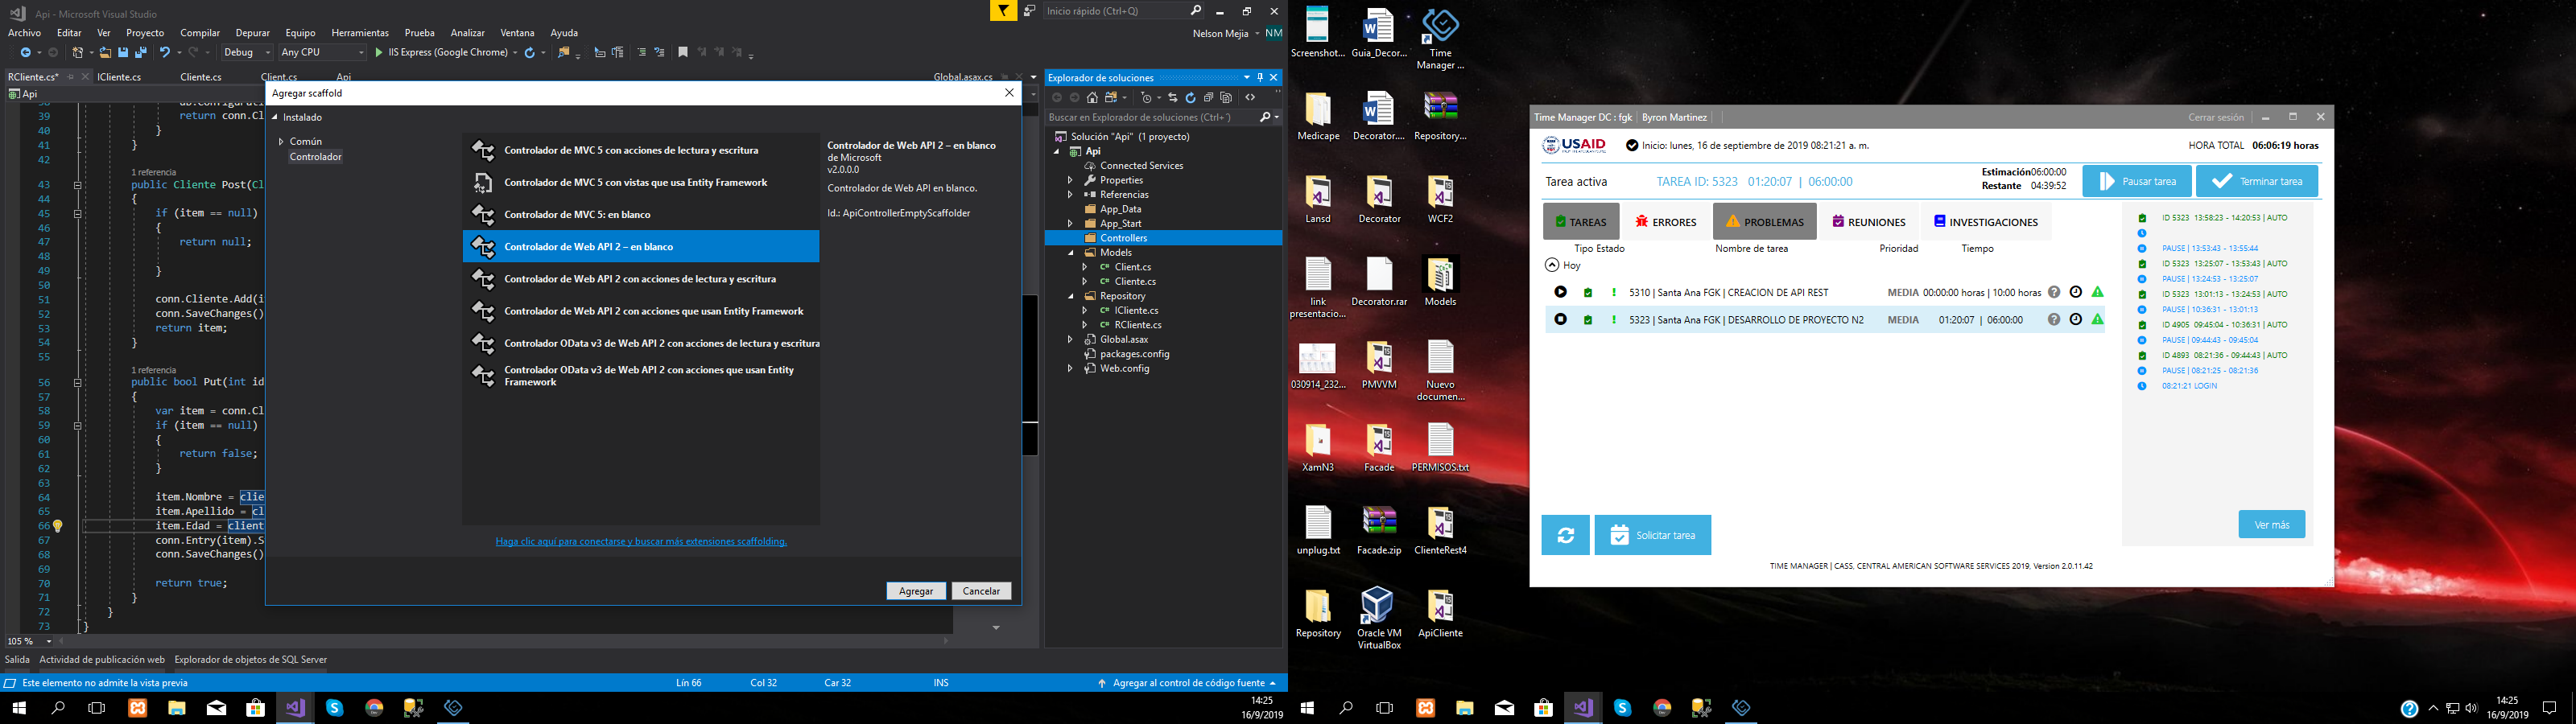 Api - Microsoft Visual Studio
Inicio rápido (Ctrl+Q)
Archivo Editar Ver Proyecto Compilar Depurar Equipo Herramientas Prueba Analizar Ventana Ayuda
Nelson Mejia NM
Debug Any CPU IIS Express (Google Chrome)
RCliente.cs* ICliente.cs Cliente.cs Client.cs Api Global.asax.cs
Api
39 return conn.Cl
40 }
41 }
42
1 referencia
43 public Cliente Post(Cl
44 {
45 if (item == null)
46 {
47 return null;
48
49 }
50
51 conn.Cliente.Add(i
52 conn.SaveChanges()
53 return item;
54 }
55
1 referencia
56 public bool Put(int id
57 {
58 var item = conn.Cl
59 if (item == null)
60 {
61 return false;
62 }
63
64 item.Nombre = clie
65 item.Apellido = cl
66 item.Edad = client
67 conn.Entry(item).S
68 conn.SaveChanges()
69
70 return true;
71 }
72 }
73 }
105 %
Agregar scaffold
Instalado
Común
Controlador
Controlador de MVC 5 con acciones de lectura y escritura
Controlador de MVC 5 con vistas que usa Entity Framework
Controlador de MVC 5: en blanco
Controlador de Web API 2 – en blanco
Controlador de Web API 2 con acciones de lectura y escritura
Controlador de Web API 2 con acciones que usan Entity Framework
Controlador OData v3 de Web API 2 con acciones de lectura y escritura
Controlador OData v3 de Web API 2 con acciones que usan Entity
Framework
Controlador de Web API 2 – en blanco
de Microsoft
v2.0.0.0
Controlador de Web API en blanco.
Id.: ApiControllerEmptyScaffolder
Haga clic aquí para conectarse y buscar más extensiones scaffolding.
Agregar Cancelar
Explorador de soluciones
Buscar en Explorador de soluciones (Ctrl+´)
Solución "Api" (1 proyecto)
Api
Connected Services
Properties
Referencias
App_Data
App_Start
Controllers
Models
Client.cs
Cliente.cs
Repository
ICliente.cs
RCliente.cs
Global.asax
packages.config
Web.config
Salida Actividad de publicación web Explorador de objetos de SQL Server
Este elemento no admite la vista previa Lín 66 Col 32 Car 32 INS Agregar al control de código fuente
14:25
16/9/2019
Screenshot... Guia_Decor... Time
Manager ...
Medicape Decorator.... Repository...
Lansd Decorator WCF2
link
presentacio... Decorator.rar Models
030914_232... PMVVM Nuevo
documen...
XamN3 Facade PERMISOS.txt
unplug.txt Facade.zip ClienteRest4
Repository Oracle VM
VirtualBox ApiCliente
Time Manager DC : fgk Byron Martinez Cerrar sesión
USAID Inicio: lunes, 16 de septiembre de 2019 08:21:21 a. m. HORA TOTAL 06:06:19 horas
Tarea activa TAREA ID: 5323 01:20:07 | 06:00:00
Estimación06:00:00
Restante 04:39:52
Pausar tarea Terminar tarea
TAREAS ERRORES PROBLEMAS REUNIONES INVESTIGACIONES
Tipo Estado Nombre de tarea Prioridad Tiempo
Hoy
5310 | Santa Ana FGK | CREACION DE API REST MEDIA 00:00:00 horas | 10:00 horas
5323 | Santa Ana FGK | DESARROLLO DE PROYECTO N2 MEDIA 01:20:07 | 06:00:00
ID 5323 13:58:23 - 14:20:53 | AUTO
PAUSE | 13:53:43 - 13:55:44
ID 5323 13:25:07 - 13:53:43 | AUTO
PAUSE | 13:24:53 - 13:25:07
ID 5323 13:01:13 - 13:24:53 | AUTO
PAUSE | 10:36:31 - 13:01:13
ID 4905 09:45:04 - 10:36:31 | AUTO
PAUSE | 09:44:43 - 09:45:04
ID 4893 08:21:36 - 09:44:43 | AUTO
PAUSE | 08:21:25 - 08:21:36
08:21:21 LOGIN
Ver más
Solicitar tarea
TIME MANAGER | CASS, CENTRAL AMERICAN SOFTWARE SERVICES 2019, Version 2.0.11.42
14:25
16/9/2019